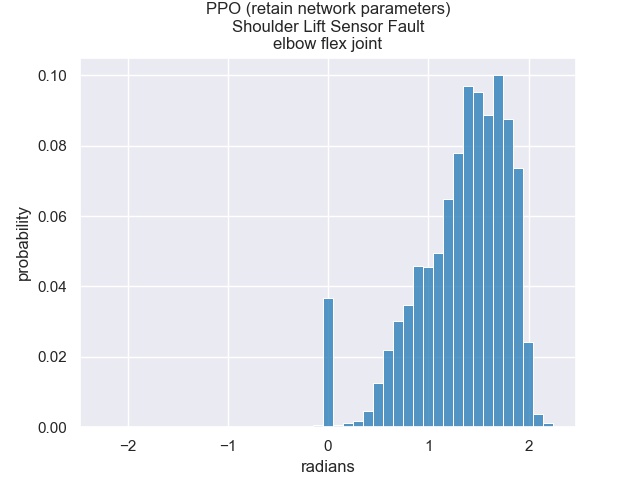 PPO (retain network parameters)
Shoulder Lift Sensor Fault
elbow flex joint
0.10
0.08
0.06
0.04
0.02
0.00
probability
−2
−1
0
1
2
radians